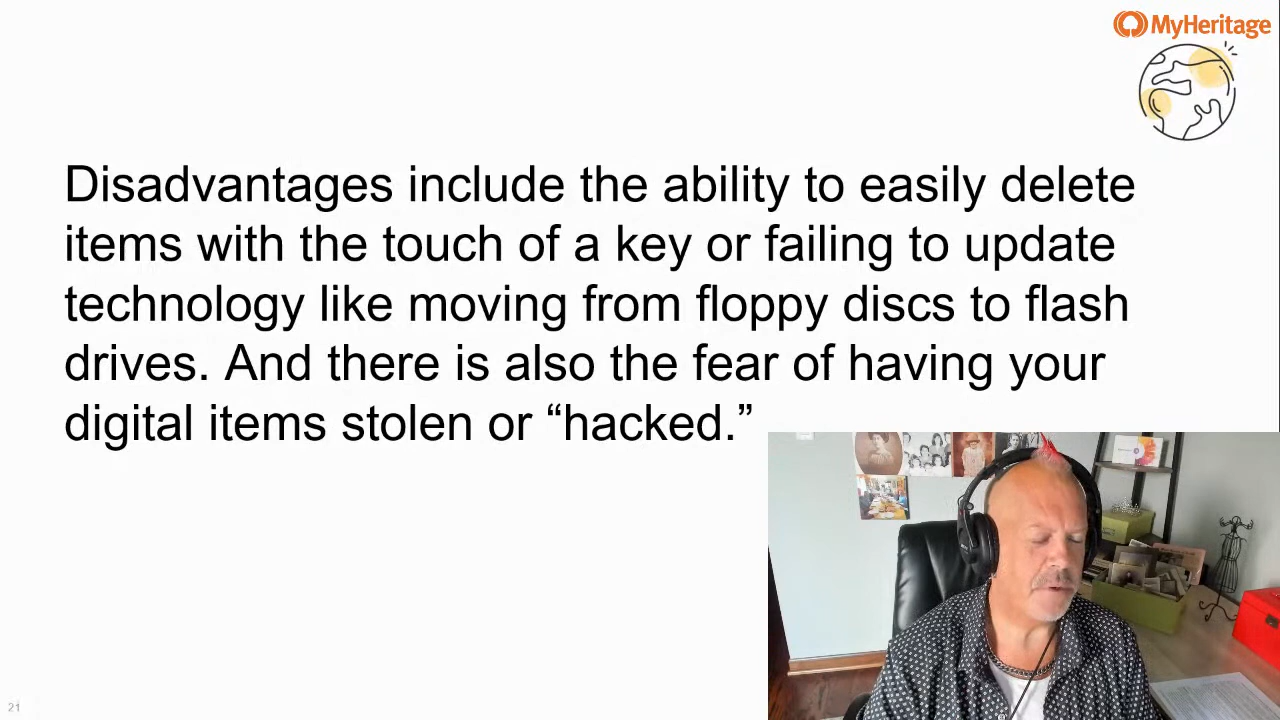 MyHeritage
Disadvantages include the ability to easily delete
items with the touch of a key or failing to update
technology like moving from floppy discs to flash
drives. And there is also the fear of having your
digital items stolen or “hacked.”
21